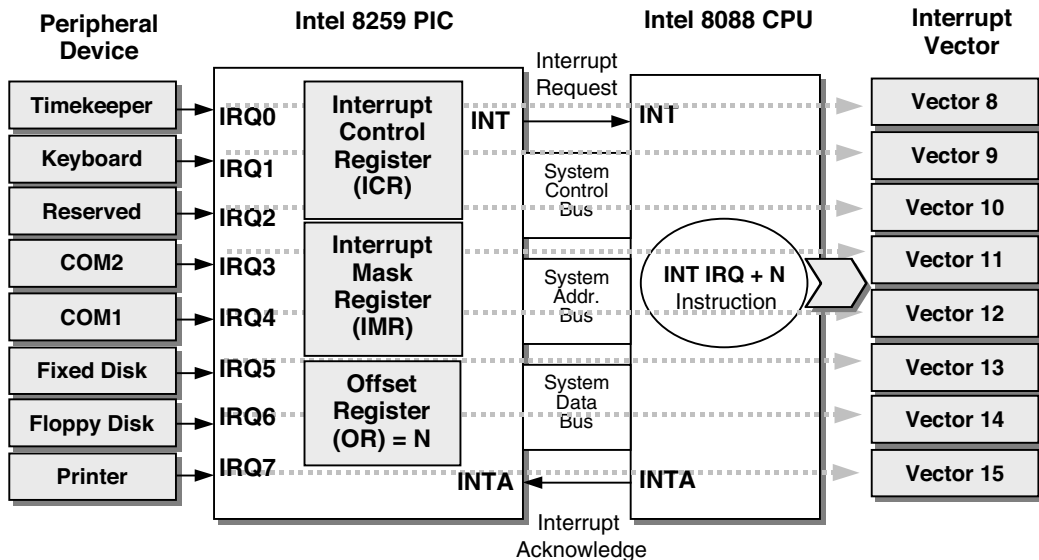 Peripheral
Device
Intel 8259 PIC
Intel 8088 CPU
Interrupt
Vector
Timekeeper
Keyboard
Reserved
COM2
COM1
Fixed Disk
Floppy Disk
Printer
IRQ0
IRQ1
IRQ2
IRQ3
IRQ4
IRQ5
IRQ6
IRQ7
Interrupt
Control
Register
(ICR)
Interrupt
Mask
Register
(IMR)
Offset
Register
(OR) = N
INT
INTA
Interrupt
Request
System
Control
Bus
System
Addr.
Bus
System
Data
Bus
Interrupt
Acknowledge
INT
INT IRQ + N
Instruction
INTA
Vector 8
Vector 9
Vector 10
Vector 11
Vector 12
Vector 13
Vector 14
Vector 15